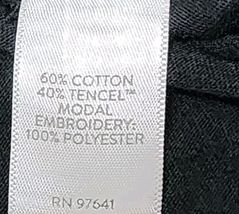 60% COTTON
40% TENCEL™
MODAL
EMBROIDERY:
100% POLYESTER
RN 97641